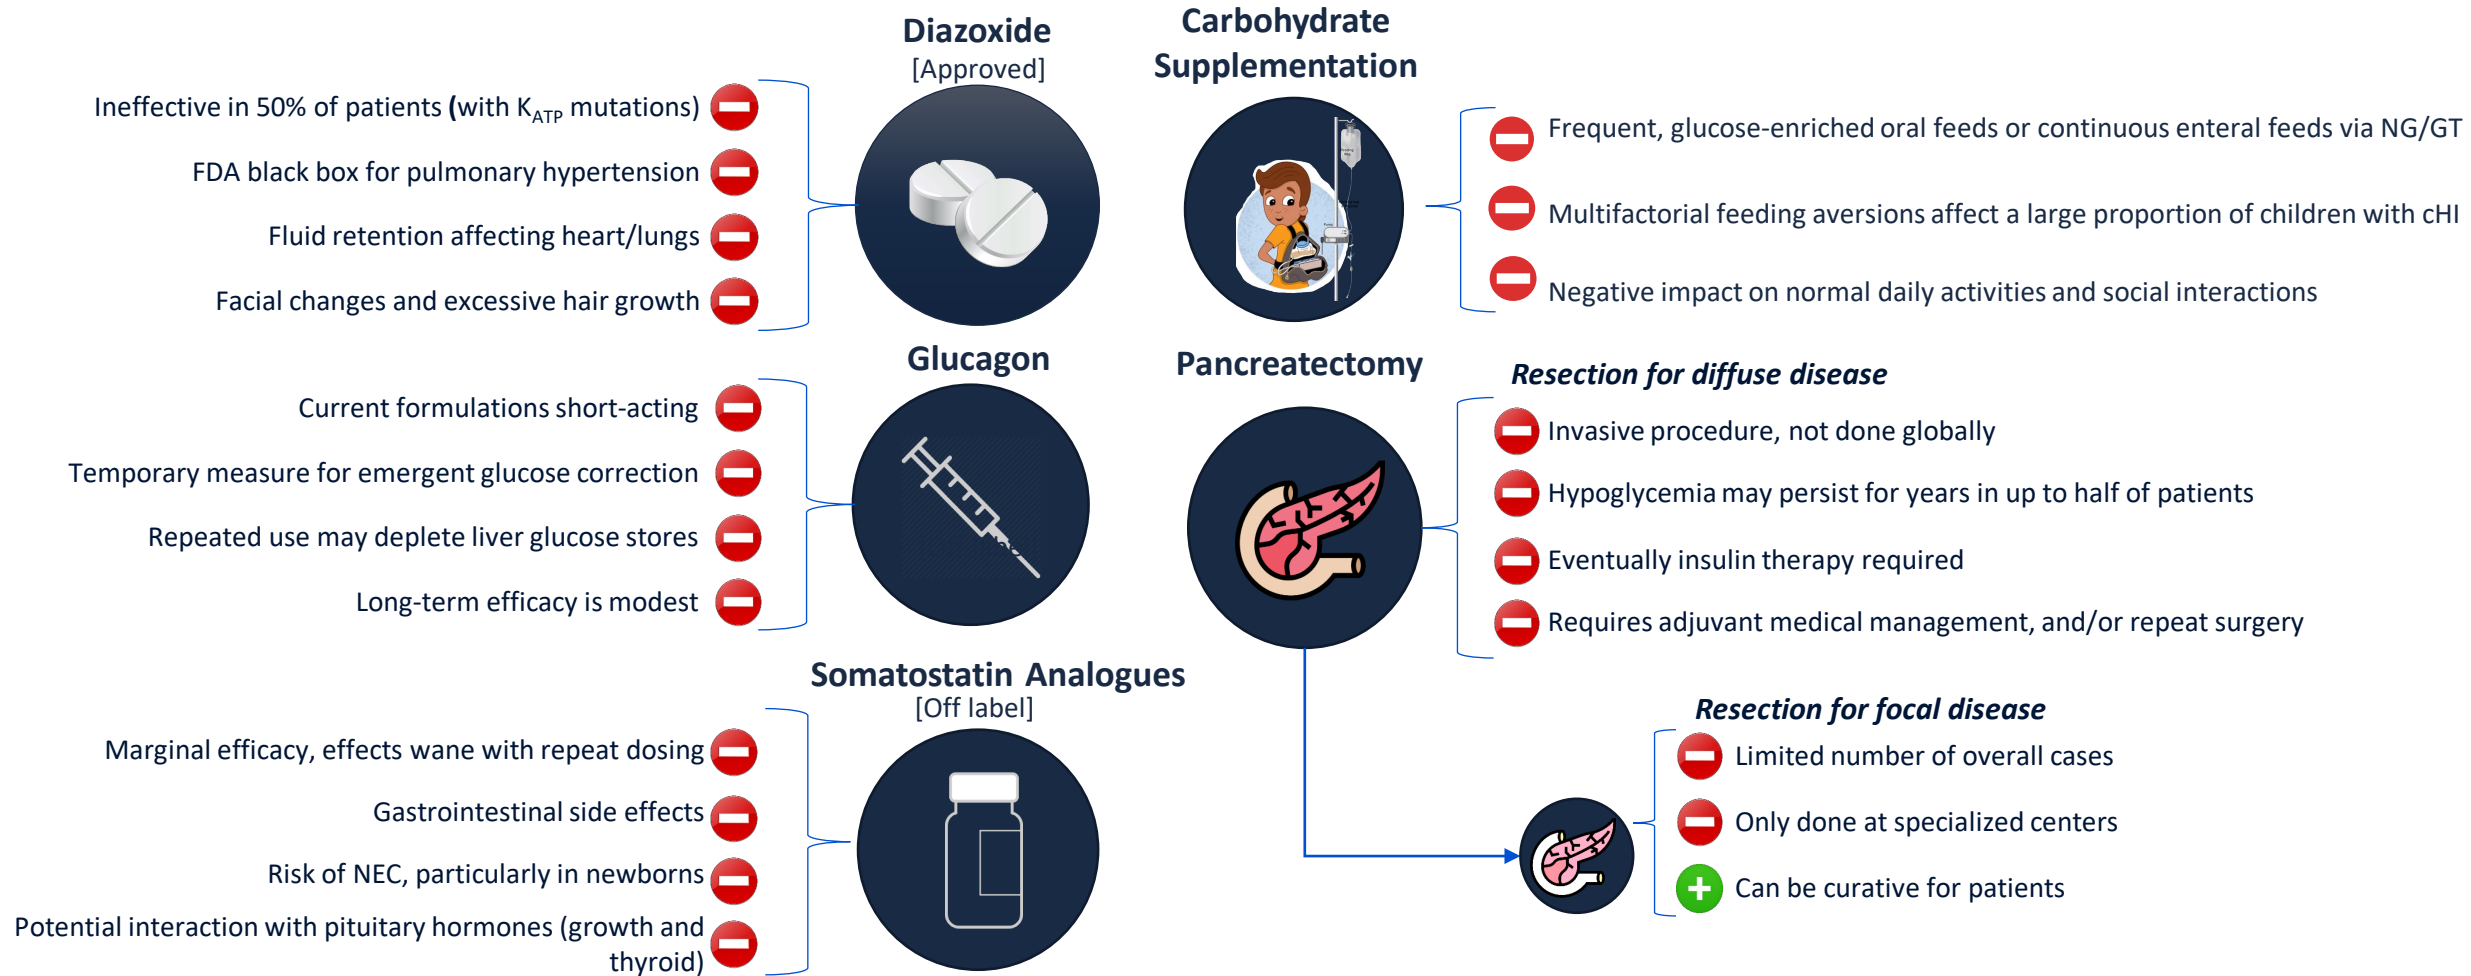 Diazoxide
[Approved]
Ineffective in 50% of patients (with KATP mutations)
FDA black box for pulmonary hypertension
Fluid retention affecting heart/lungs
Facial changes and excessive hair growth
Carbohydrate
Supplementation
Frequent, glucose-enriched oral feeds or continuous enteral feeds via NG/GT
Multifactorial feeding aversions affect a large proportion of children with cHI
Negative impact on normal daily activities and social interactions
Glucagon
Current formulations short-acting
Temporary measure for emergent glucose correction
Repeated use may deplete liver glucose stores
Long-term efficacy is modest
Pancreatectomy
Resection for diffuse disease
Invasive procedure, not done globally
Hypoglycemia may persist for years in up to half of patients
Eventually insulin therapy required
Requires adjuvant medical management, and/or repeat surgery
Somatostatin Analogues
[Off label]
Marginal efficacy, effects wane with repeat dosing
Gastrointestinal side effects
Risk of NEC, particularly in newborns
Potential interaction with pituitary hormones (growth and
thyroid)
Resection for focal disease
Limited number of overall cases
Only done at specialized centers
Can be curative for patients